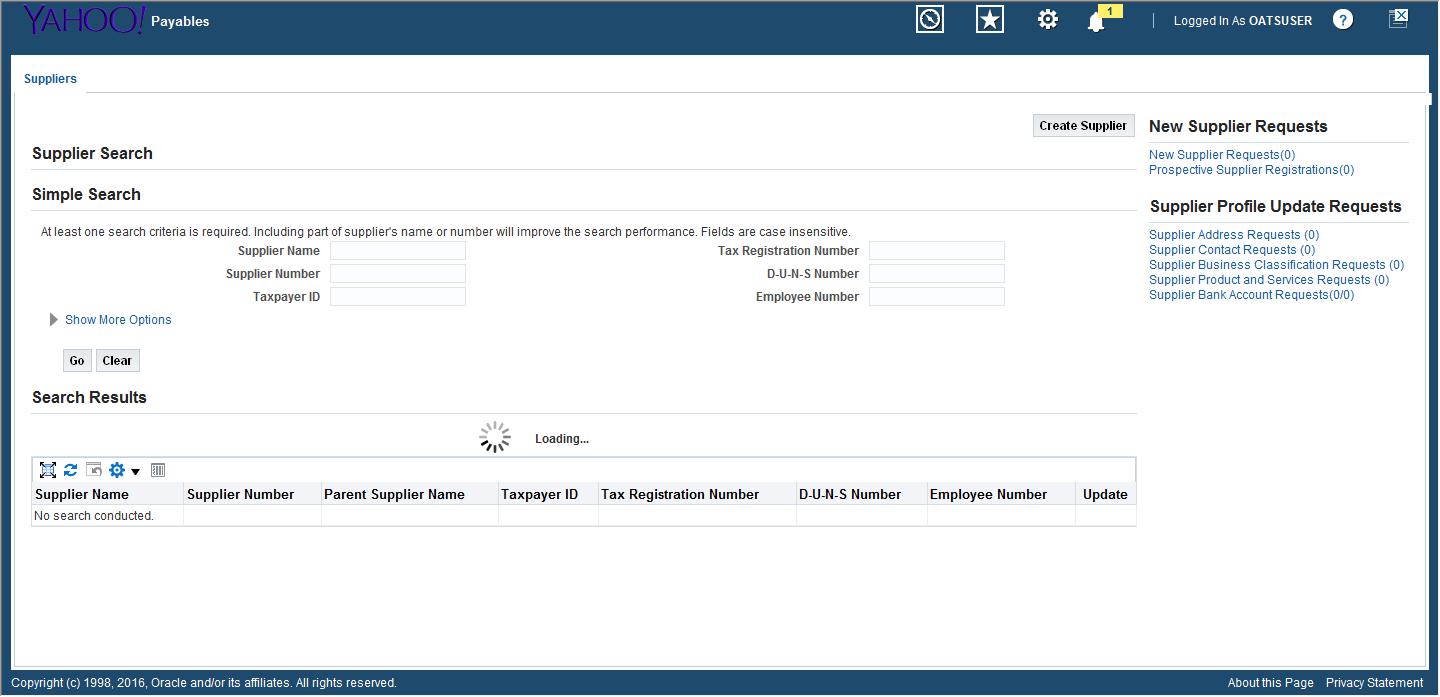 YAHOO! Payables
1
Logged In As OATSUSER
?
Suppliers
Create Supplier
Supplier Search
Simple Search
At least one search criteria is required. Including part of supplier's name or number will improve the search performance. Fields are case insensitive.
Supplier Name
Tax Registration Number
Supplier Number
D-U-N-S Number
Taxpayer ID
Employee Number
Show More Options
Go Clear
Search Results
Loading...
Supplier Name Supplier Number Parent Supplier Name Taxpayer ID Tax Registration Number D-U-N-S Number Employee Number Update
No search conducted.
New Supplier Requests
New Supplier Requests(0)
Prospective Supplier Registrations(0)
Supplier Profile Update Requests
Supplier Address Requests (0)
Supplier Contact Requests (0)
Supplier Business Classification Requests (0)
Supplier Product and Services Requests (0)
Supplier Bank Account Requests(0/0)
Copyright (c) 1998, 2016, Oracle and/or its affiliates. All rights reserved.
About this Page Privacy Statement